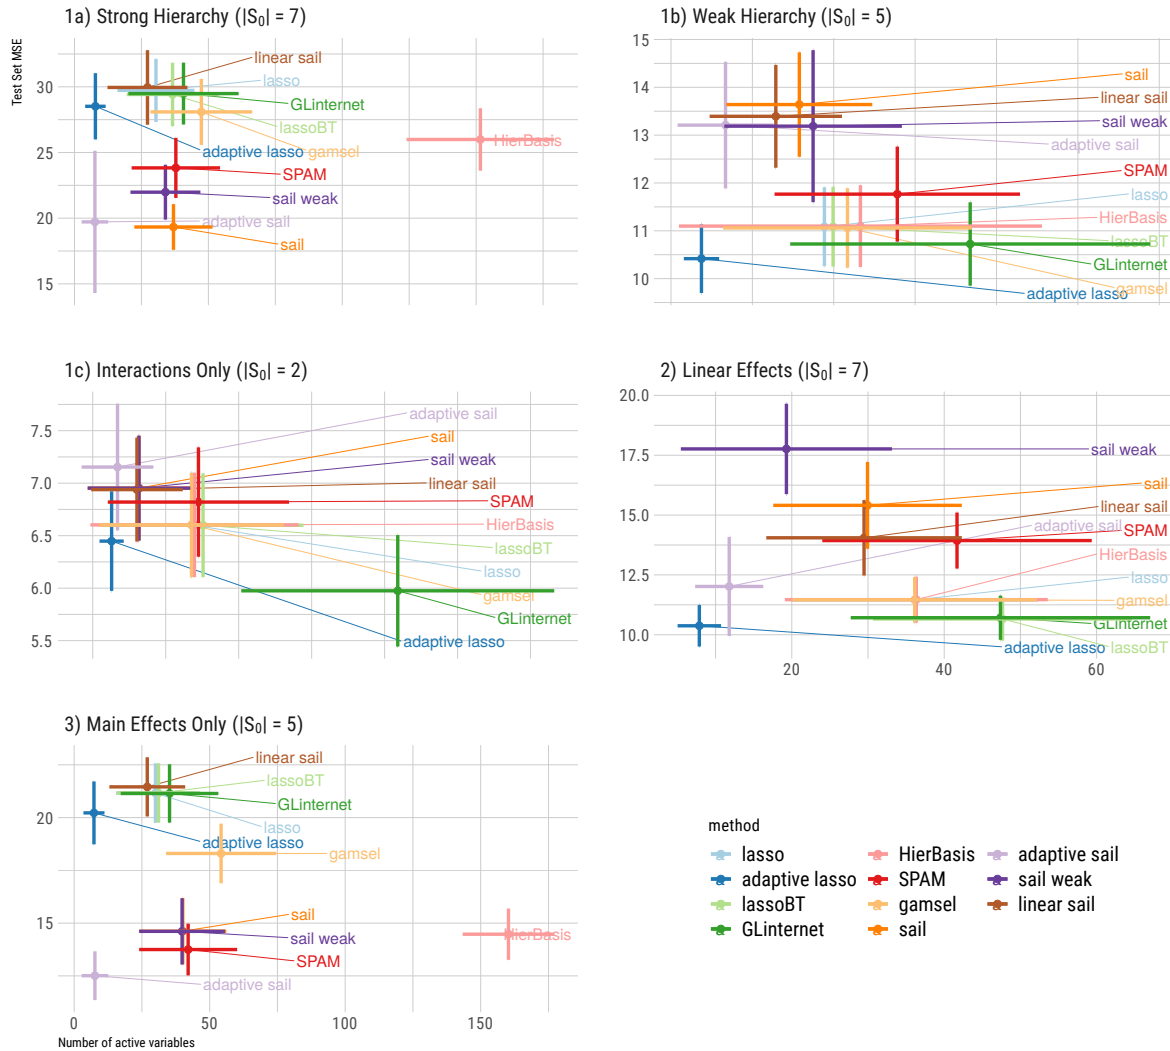 1a) Strong Hierarchy (|S₀| = 7)
Test Set MSE
30
25
20
15
linear sail
lasso
GLinternet
lassoBT
HierBasis
adaptive lasso
gamsel
SPAM
sail weak
adaptive sail
sail
1b) Weak Hierarchy (|S₀| = 5)
15
14
13
12
11
10
sail
linear sail
sail weak
adaptive sail
SPAM
lasso
HierBasis
lassoBT
GLinternet
gamsel
adaptive lasso
1c) Interactions Only (|S₀| = 2)
7.5
7.0
6.5
6.0
5.5
adaptive sail
sail
sail weak
linear sail
SPAM
HierBasis
lassoBT
lasso
gamsel
GLinternet
adaptive lasso
2) Linear Effects (|S₀| = 7)
20.0
17.5
15.0
12.5
10.0
sail weak
sail
linear sail
adaptive sail
SPAM
HierBasis
lasso
gamsel
GLinternet
adaptive lasso
lassoBT
20 40 60
3) Main Effects Only (|S₀| = 5)
20
15
linear sail
lassoBT
GLinternet
lasso
adaptive lasso
gamsel
sail
sail weak
HierBasis
SPAM
adaptive sail
0 50 100 150
Number of active variables
method
lasso HierBasis adaptive sail
adaptive lasso SPAM sail weak
lassoBT gamsel linear sail
GLinternet sail